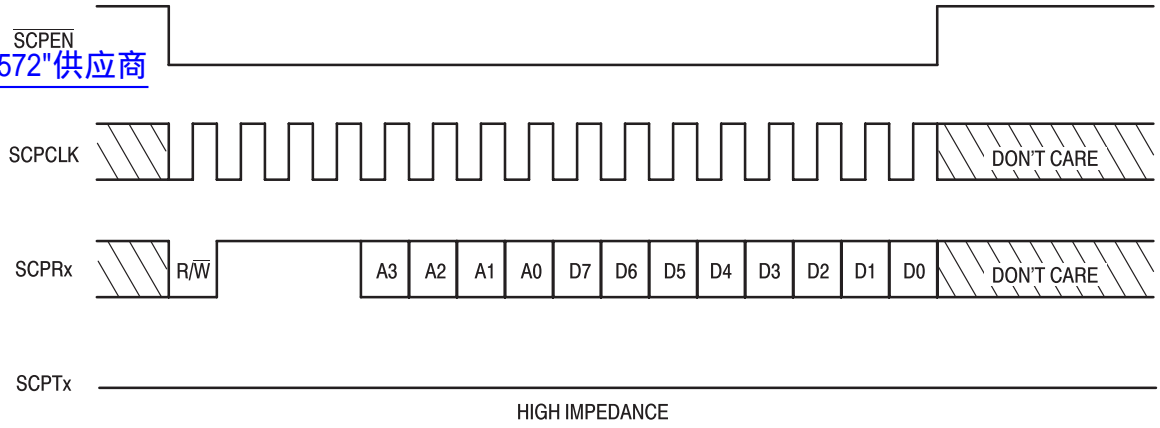 S̅C̅P̅E̅N̅
572"供应商
SCPCLK
DON'T CARE
SCPRx
R/W̅ A3 A2 A1 A0 D7 D6 D5 D4 D3 D2 D1 D0 DON'T CARE
SCPTx
HIGH IMPEDANCE